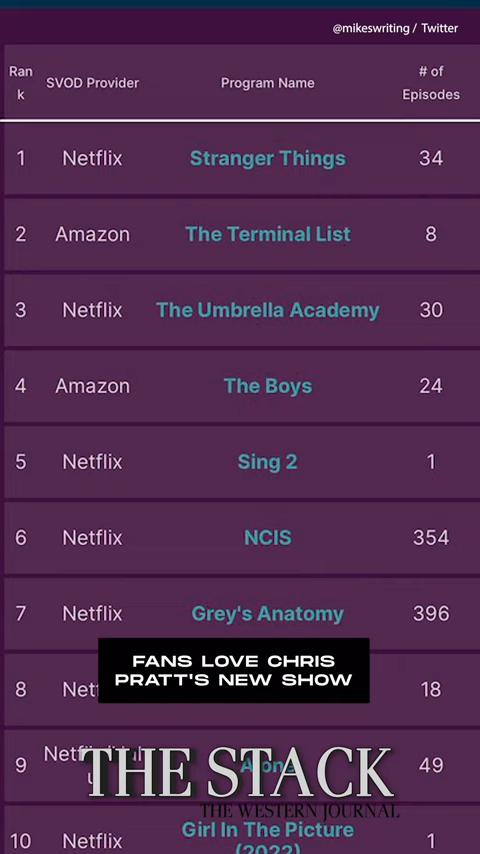 @mikeswriting / Twitter
Ran
k
SVOD Provider
Program Name
# of
Episodes
1 Netflix Stranger Things 34
2 Amazon The Terminal List 8
3 Netflix The Umbrella Academy 30
4 Amazon The Boys 24
5 Netflix Sing 2 1
6 Netflix NCIS 354
7 Netflix Grey's Anatomy 396
FANS LOVE CHRIS
PRATT'S NEW SHOW
8 18
9 49
THE STACK
THE WESTERN JOURNAL
10 Netflix Girl In The Picture 1
(2022)